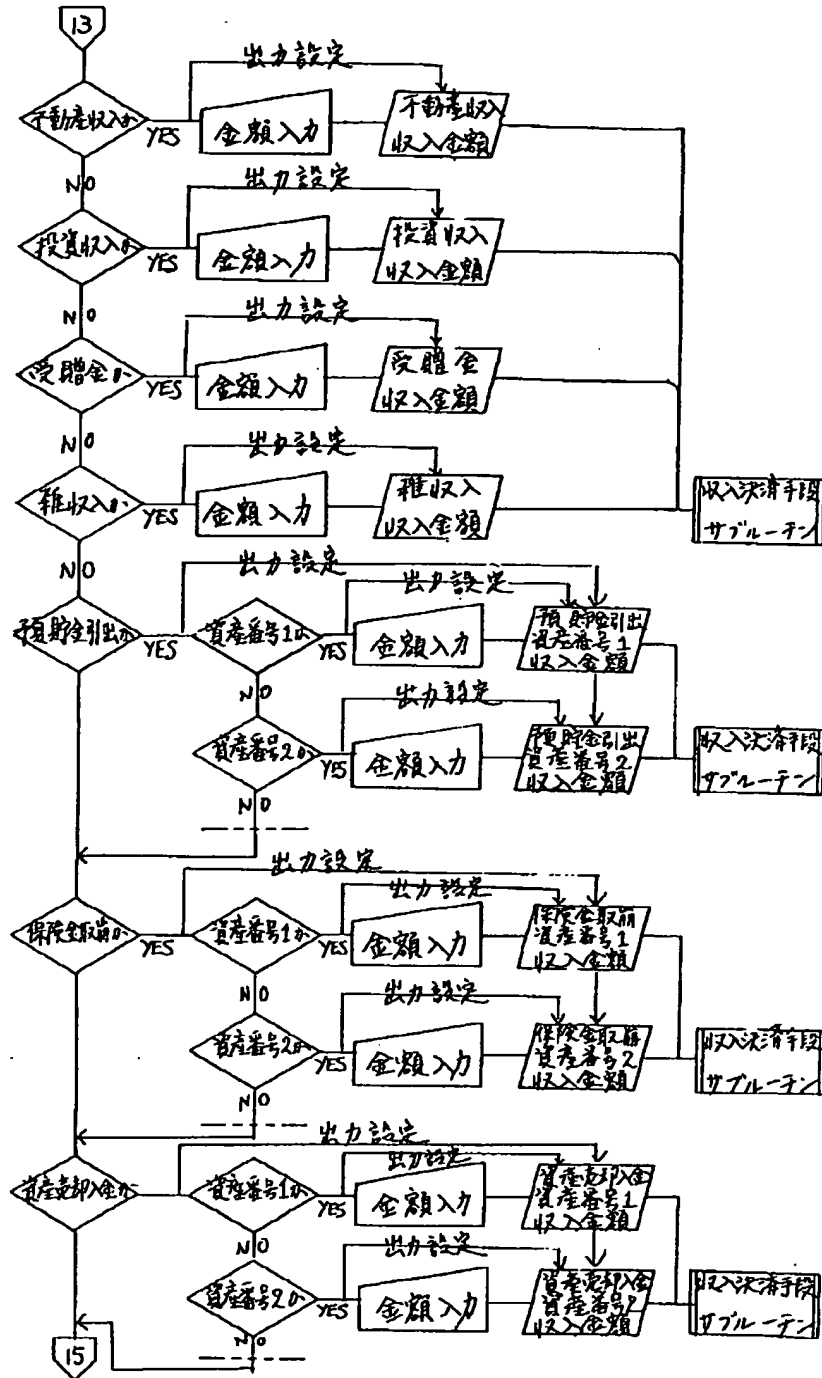 13
出力設定
不動産収入か
YES
金額入力
不動産収入
収入金額
NO
出力設定
投資収入か
YES
金額入力
投資収入
収入金額
NO
出力設定
受贈金か
YES
金額入力
受贈金
収入金額
NO
出力設定
雑収入か
YES
金額入力
雑収入
収入金額
収入決済手段
サブルーチン
NO
出力設定
出力設定
予預貯金引出か
YES
資産番号1か
YES
金額入力
預貯金引出
資産番号1
収入金額
NO
出力設定
資産番号2か
YES
金額入力
預貯金引出
資産番号2
収入金額
収入決済手段
サブルーチン
NO
出力設定
出力設定
保険金取崩か
YES
資産番号1か
YES
金額入力
保険金取崩
資産番号1
収入金額
NO
出力設定
資産番号2か
YES
金額入力
保険金取崩
資産番号2
収入金額
収入決済手段
サブルーチン
NO
出力設定
出力設定
資産売却入金か
資産番号1か
YES
金額入力
資産売却入金
資産番号1
収入金額
NO
出力設定
資産番号2か
YES
金額入力
資産売却入金
資産番号2
収入金額
収入決済手段
サブルーチン
NO
15